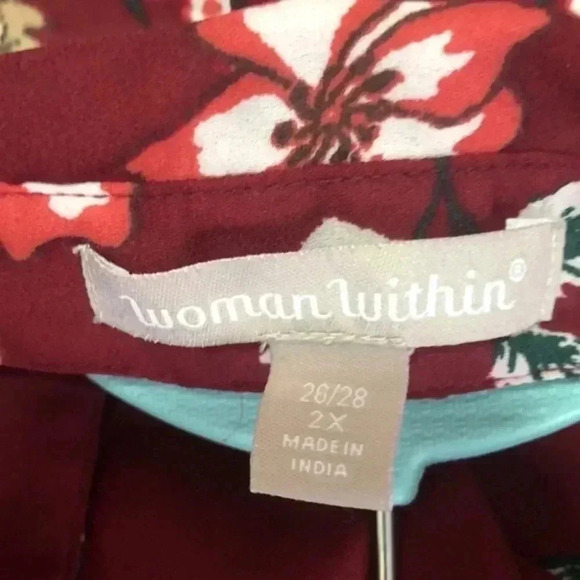 woman within®
26/28
2X
MADE IN
INDIA